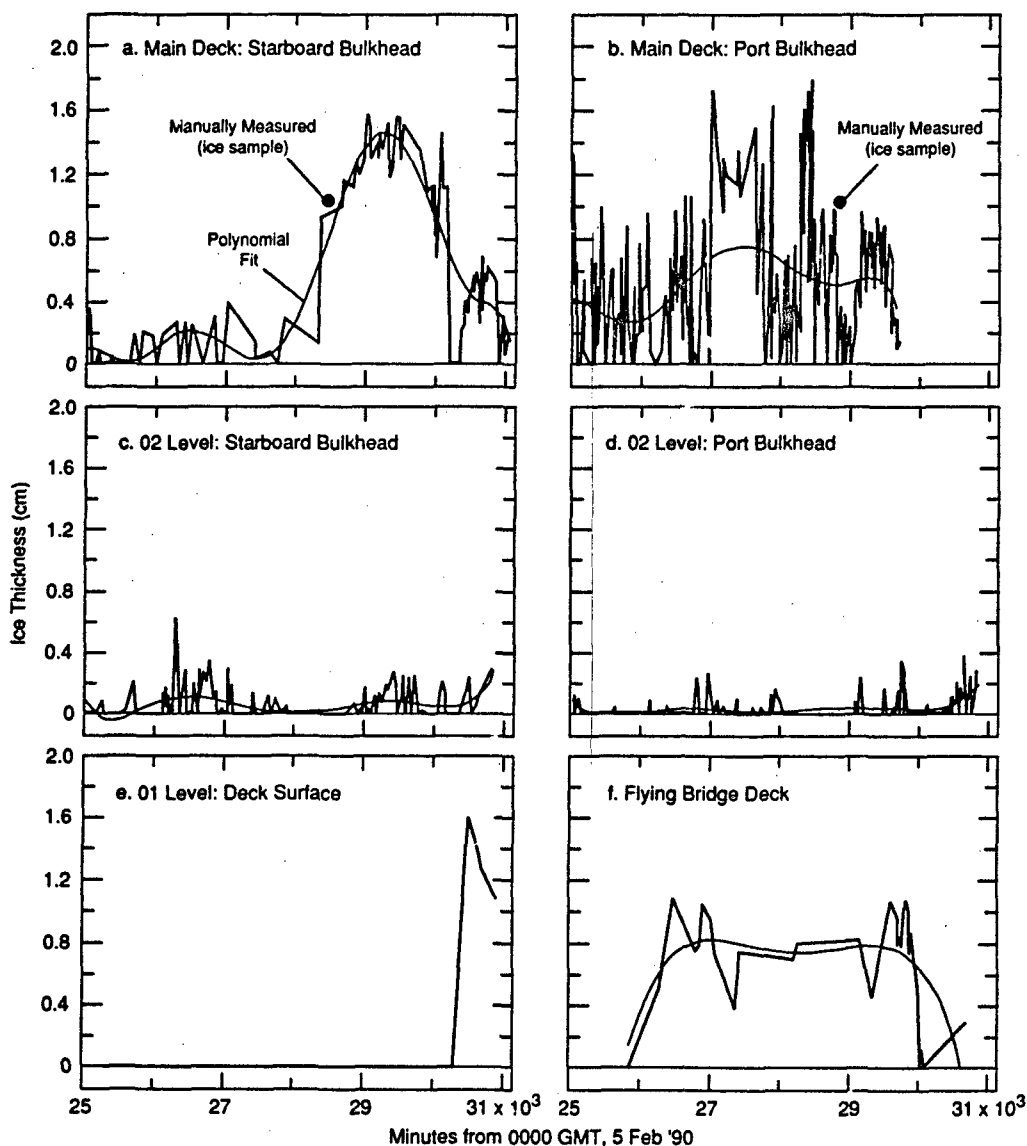 2.0
1.6
1.2
0.8
0.4
0
a. Main Deck: Starboard Bulkhead
Manually Measured
(ice sample)
Polynomial
Fit
b. Main Deck: Port Bulkhead
Manually Measured
(ice sample)
Ice Thickness (cm)
2.0
1.6
1.2
0.8
0.4
0
c. 02 Level: Starboard Bulkhead
d. 02 Level: Port Bulkhead
2.0
1.6
1.2
0.8
0.4
0
e. 01 Level: Deck Surface
f. Flying Bridge Deck
25 27 29 31 x 10³
25 27 29 31 x 10³
Minutes from 0000 GMT, 5 Feb '90